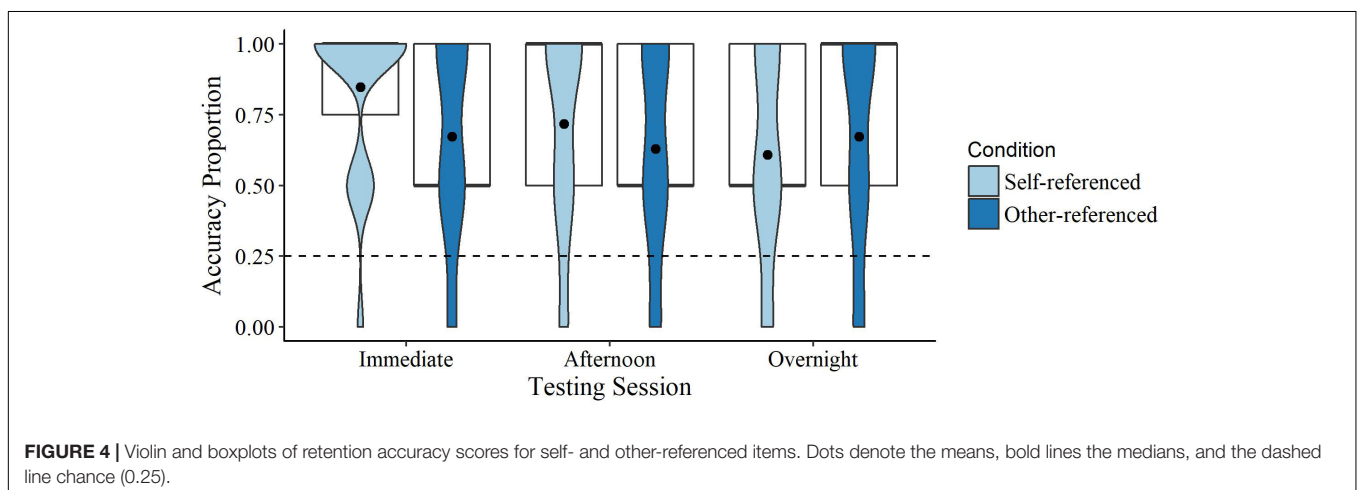 1.00
0.75
0.50
0.25
0.00
Accuracy Proportion
Immediate
Afternoon
Overnight
Testing Session
Condition
Self-referenced
Other-referenced
FIGURE 4 | Violin and boxplots of retention accuracy scores for self- and other-referenced items. Dots denote the means, bold lines the medians, and the dashed
line chance (0.25).